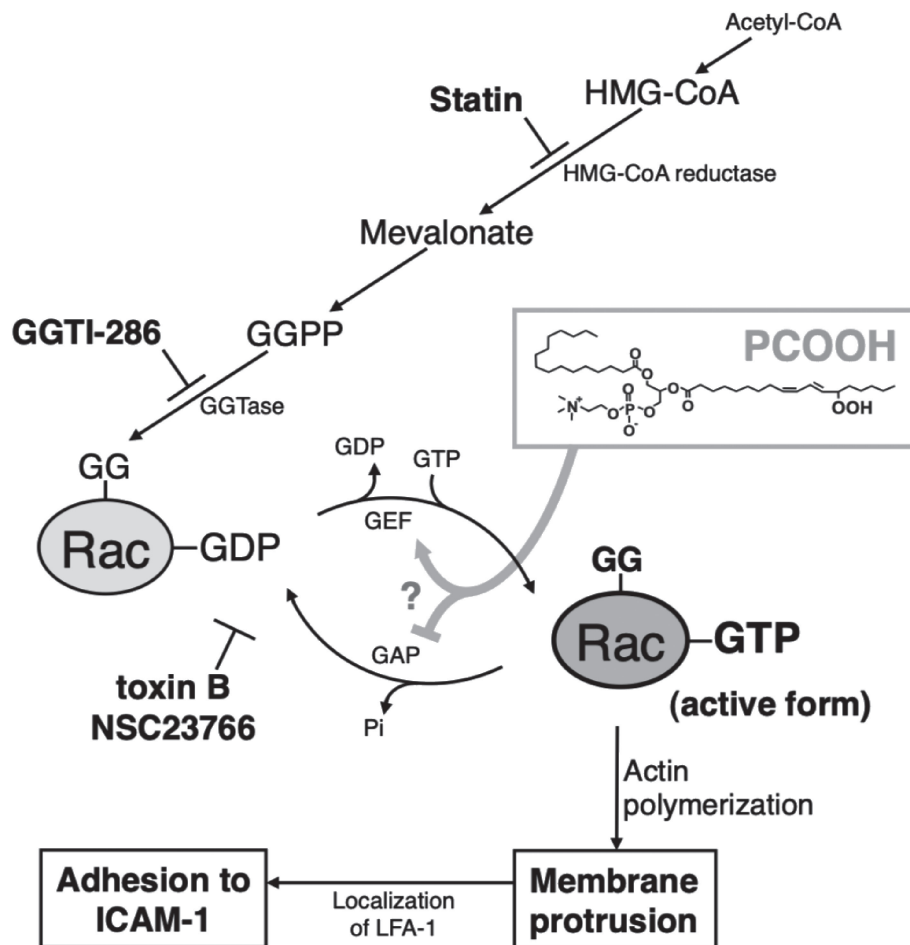 Acetyl-CoA
Statin
HMG-CoA
HMG-CoA reductase
Mevalonate
GGTI-286
GGPP
GGTase
PCOOH
O
O
O
O
N+
O
P
O
O
O-
O
OOH
GG
Rac
GDP
GDP
GTP
GEF
?
GAP
Pi
toxin B
NSC23766
GG
Rac
GTP
(active form)
Actin
polymerization
Adhesion to
ICAM-1
Localization
of LFA-1
Membrane
protrusion